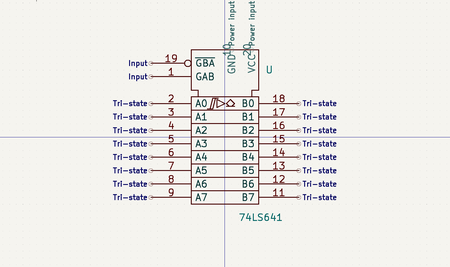 Power input
Power input
10
20
GND
VCC
Input 19 GBA
Input 1 GAB
U
Tri-state 2 A0 B0 18 Tri-state
Tri-state 3 A1 B1 17 Tri-state
Tri-state 4 A2 B2 16 Tri-state
Tri-state 5 A3 B3 15 Tri-state
Tri-state 6 A4 B4 14 Tri-state
Tri-state 7 A5 B5 13 Tri-state
Tri-state 8 A6 B6 12 Tri-state
Tri-state 9 A7 B7 11 Tri-state
74LS641